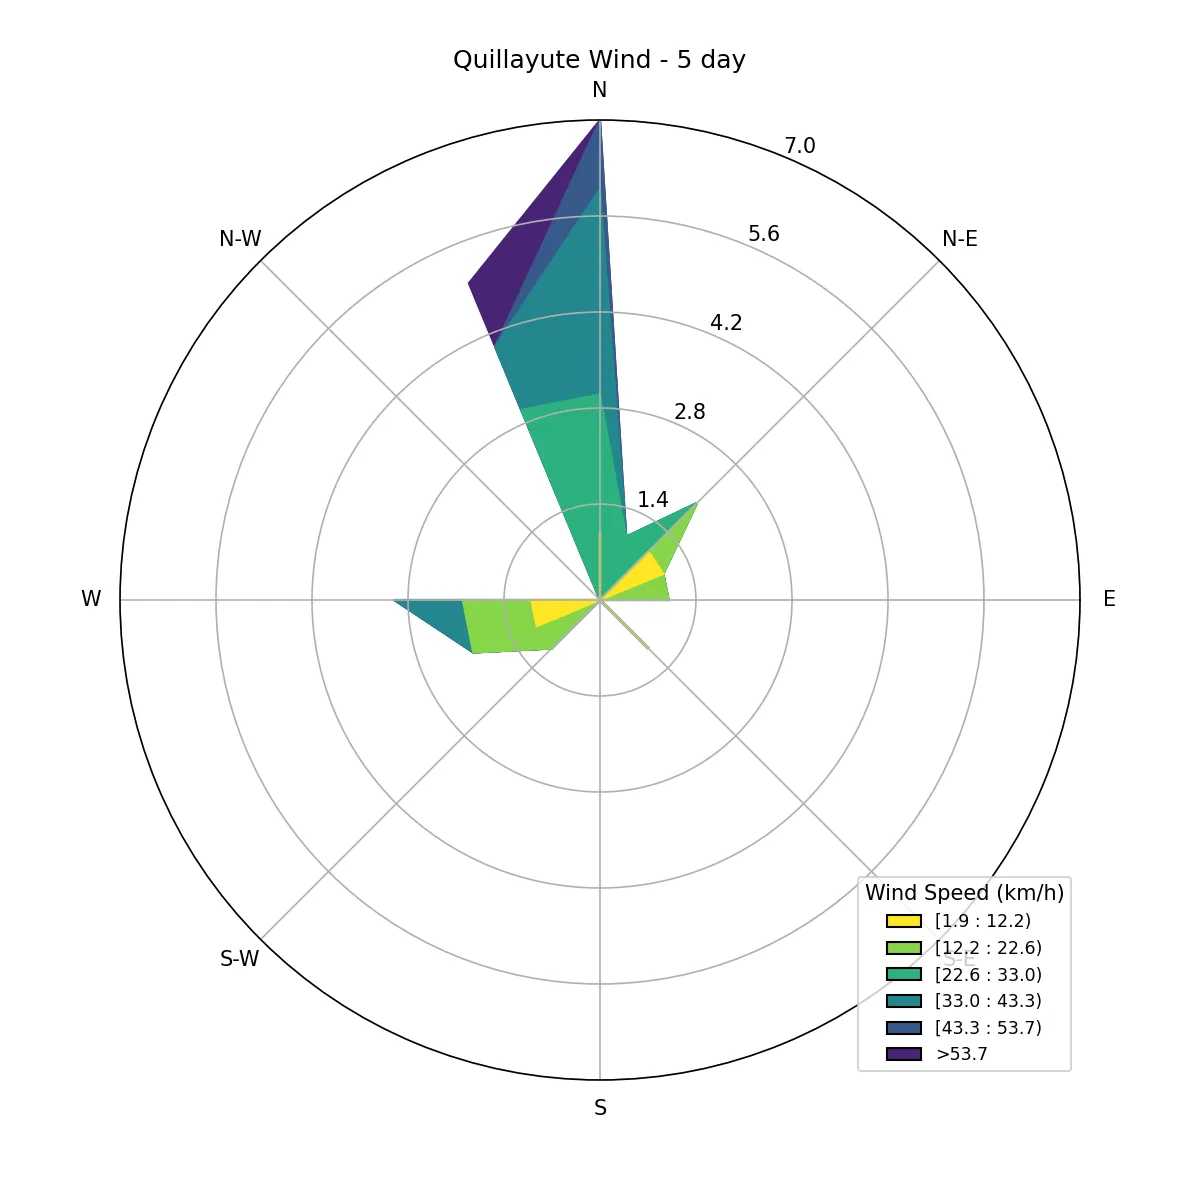 Quillayute Wind - 5 day
N
7.0
5.6
N-W
N-E
4.2
2.8
1.4
W
E
Wind Speed (km/h)
[1.9 : 12.2)
[12.2 : 22.6)
S-W
S-E
[22.6 : 33.0)
[33.0 : 43.3)
[43.3 : 53.7)
>53.7
S